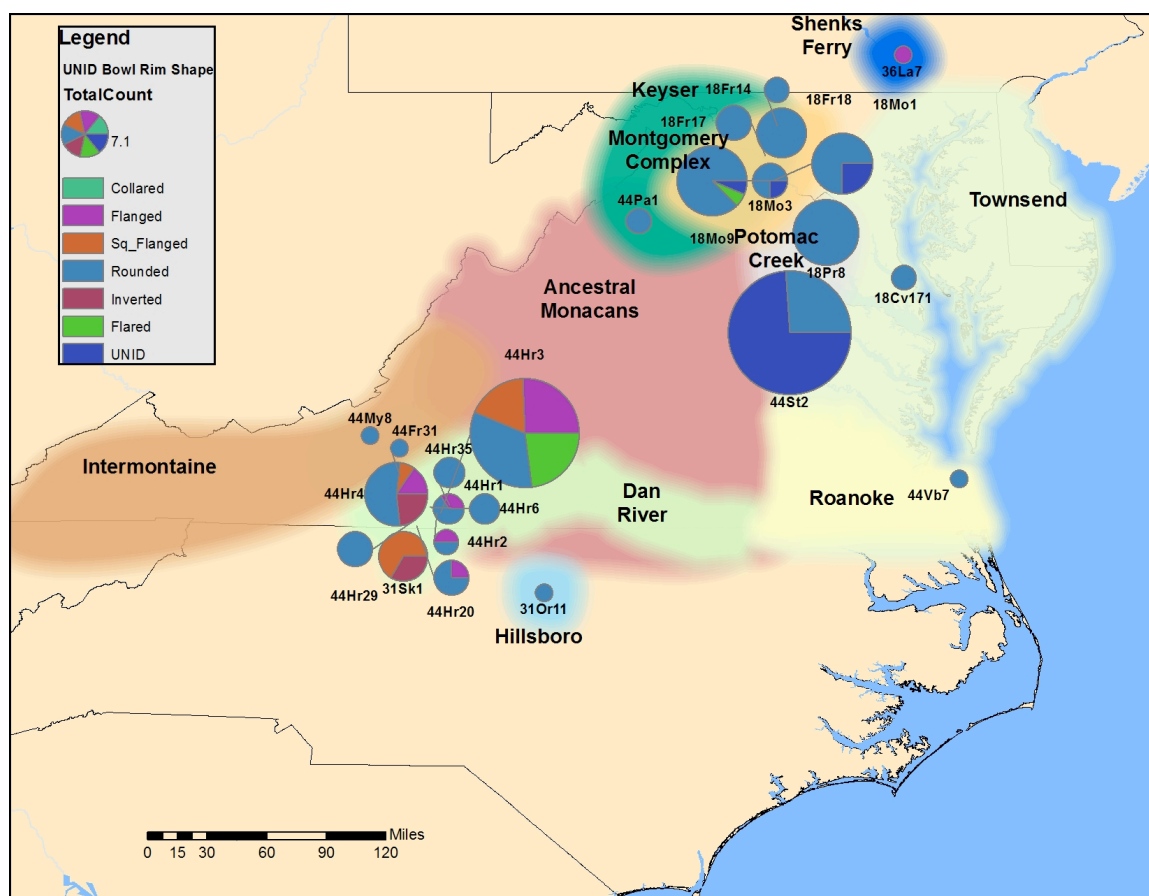 Legend
UNID Bowl Rim Shape
TotalCount
7.1
Collared
Flanged
Sq_Flanged
Rounded
Inverted
Flared
UNID
Shenks
Ferry
36La7
18Mo1
Keyser
18Fr14
18Fr18
18Fr17
Montgomery
Complex
18Mo3
44Pa1
18Mo9
Townsend
Potomac
Creek
18Pr8
18Cv171
Ancestral
Monacans
44St2
44Hr3
44My8
44Fr31
44Hr35
44Hr1
Intermontaine
44Hr4
44Hr6
Dan
River
Roanoke
44Vb7
44Hr2
44Hr29
31Sk1
44Hr20
31Or11
Hillsboro
Miles
0 15 30 60 90 120